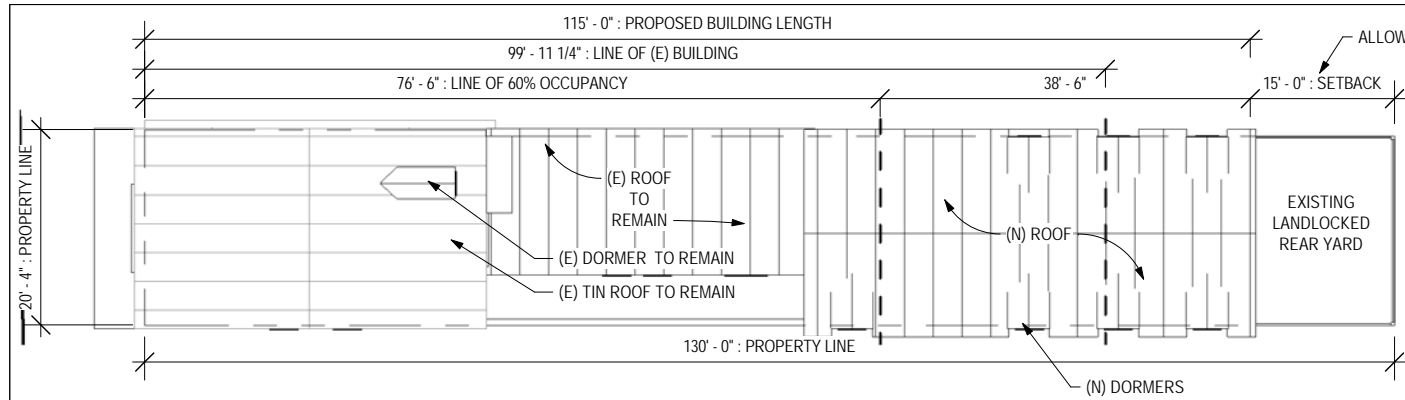 115' - 0" : PROPOSED BUILDING LENGTH
ALLOW
99' - 11 1/4" : LINE OF (E) BUILDING
76' - 6" : LINE OF 60% OCCUPANCY
38' - 6"
15' - 0" : SETBACK
20' - 4" : PROPERTY LINE
(E) ROOF
TO
REMAIN
(E) DORMER TO REMAIN
(E) TIN ROOF TO REMAIN
(N) ROOF
EXISTING
LANDLOCKED
REAR YARD
130' - 0" : PROPERTY LINE
(N) DORMERS